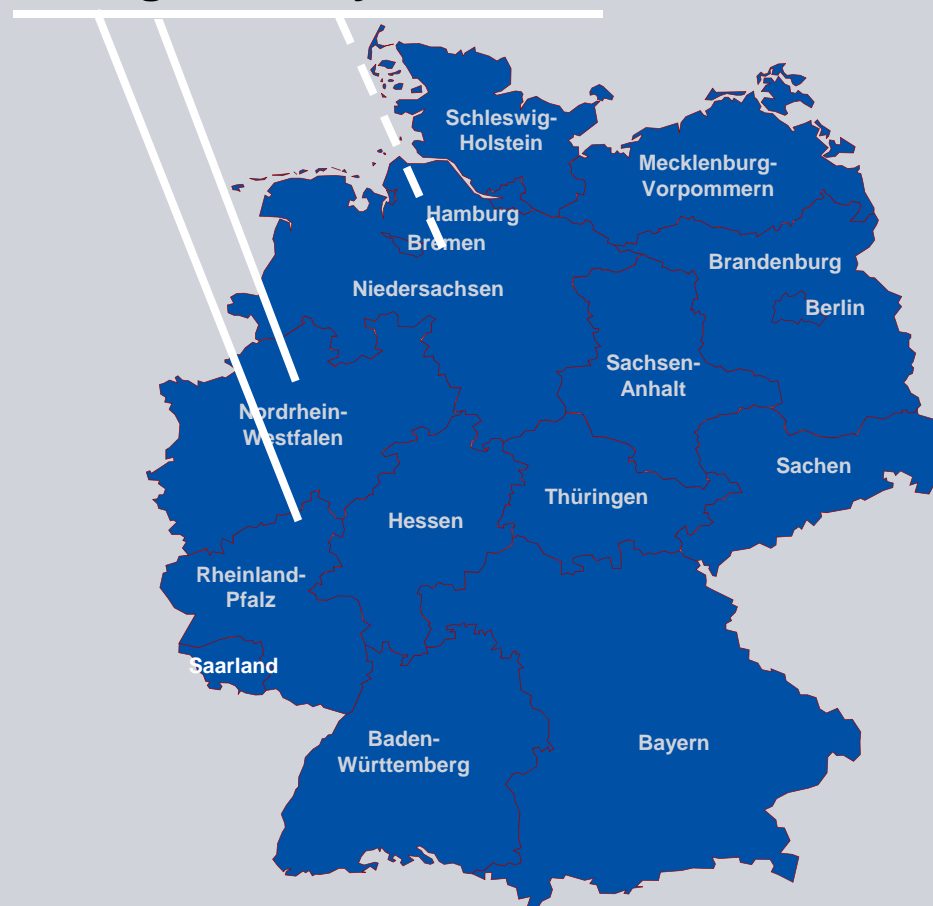 Schleswig-
Holstein
Mecklenburg-
Vorpommern
Hamburg
Bremen
Brandenburg
Niedersachsen
Berlin
Sachsen-
Anhalt
Nordrhein-
Westfalen
Sachen
Thüringen
Hessen
Rheinland-
Pfalz
Saarland
Baden-
Württemberg
Bayern